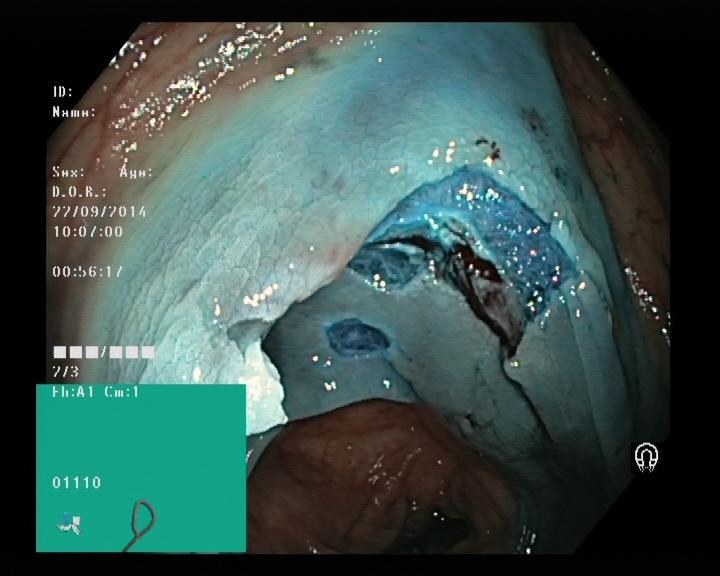 ID:
Name:
Sex: Age:
D.O.B.:
22/09/2014
10:07:00
00:56:17
■■■/■■■
2/3
Eh:A1 Cm:1
01110